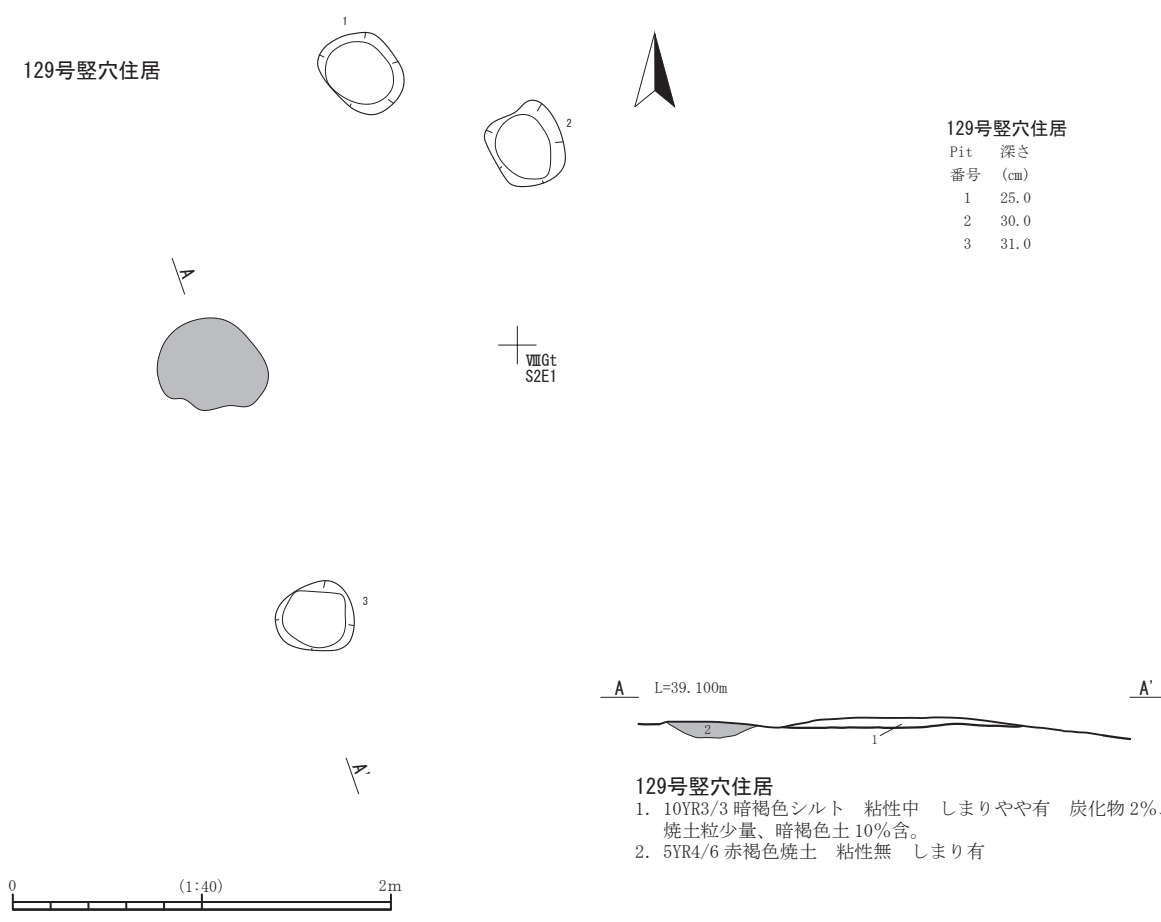 129号竪穴住居
1
2
129号竪穴住居
Pit 深さ
番号 (㎝)
1 25.0
2 30.0
3 31.0
A
ⅧGt
S2E1
3
A'
A L=39.100m A'
2
1
129号竪穴住居
1. 10YR3/3 暗褐色シルト 粘性中 しまりやや有 炭化物 2%、
焼土粒少量、暗褐色土 10%含。
2. 5YR4/6 赤褐色焼土 粘性無 しまり有
0 (1:40) 2m